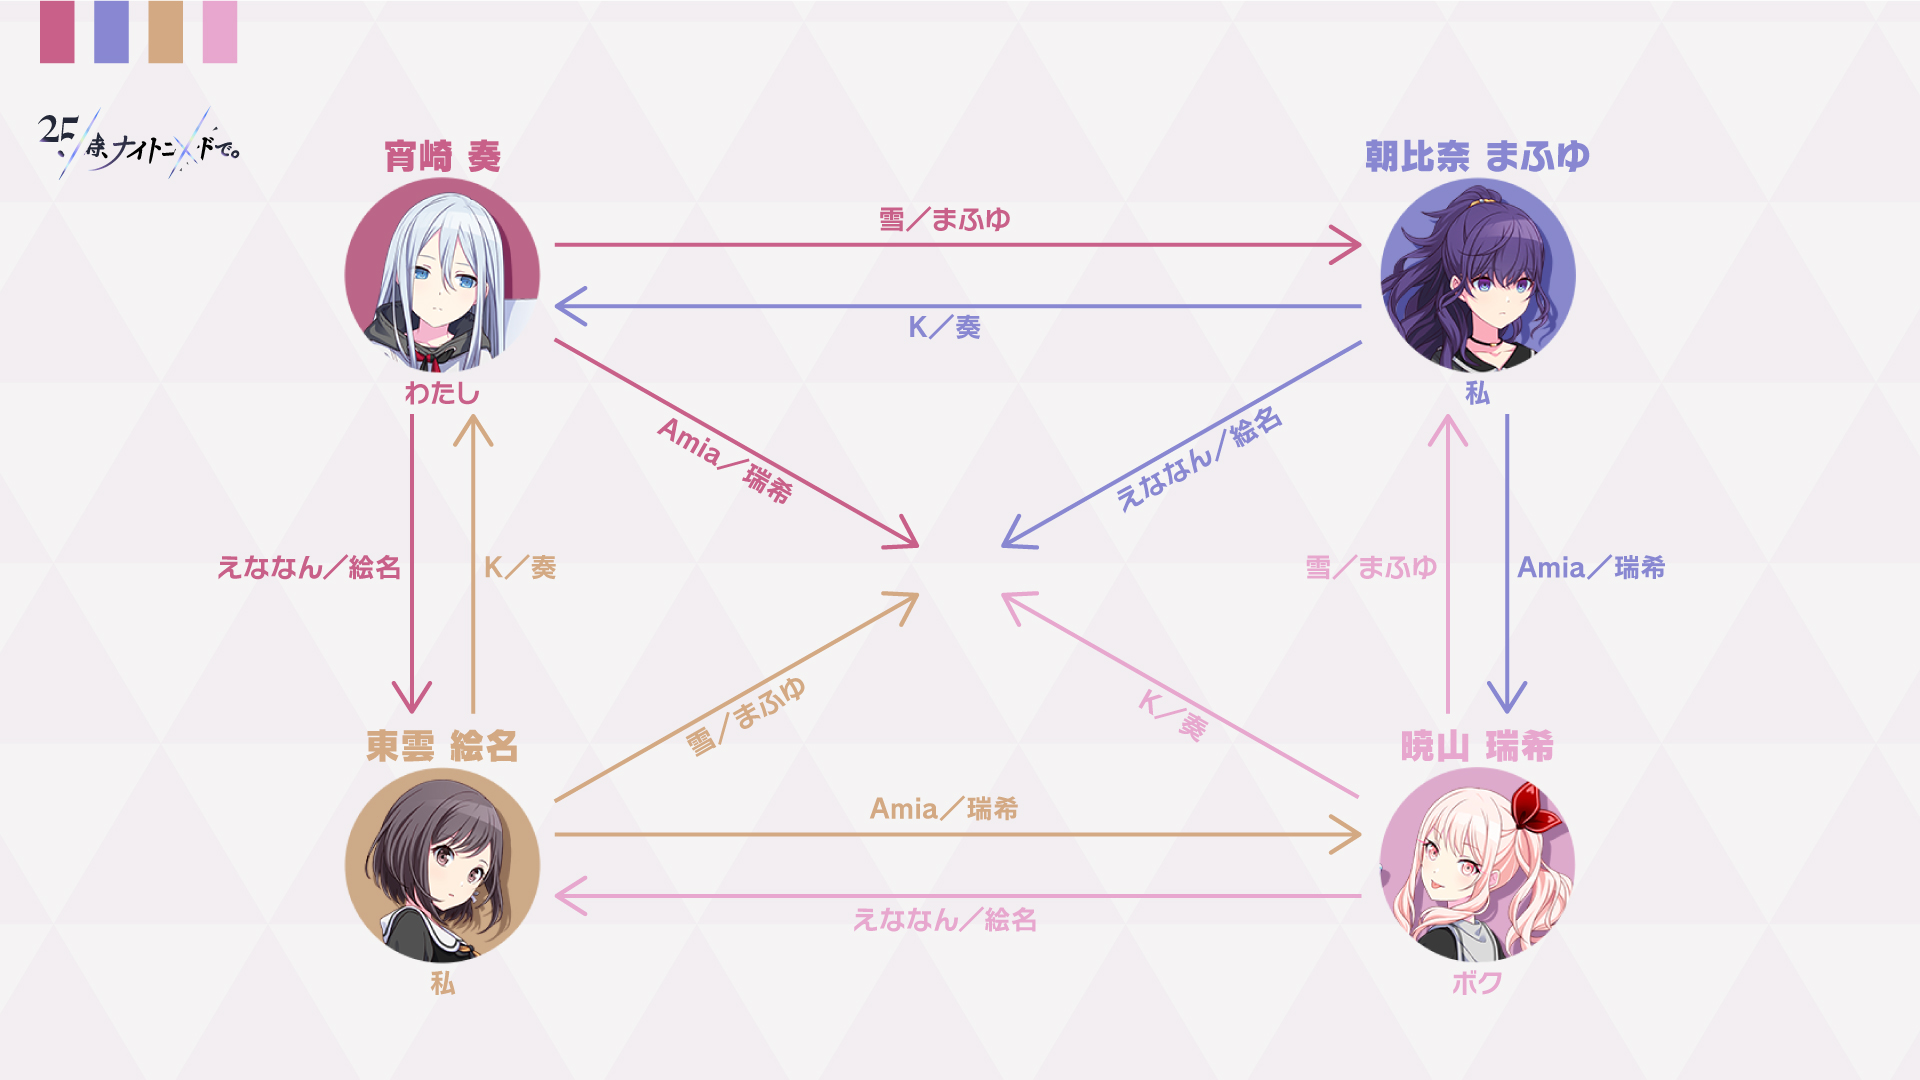 25時、ナイトコードで。
宵崎 奏
朝比奈 まふゆ
雪／まふゆ
K／奏
わたし
私
Amia／瑞希
えななん／絵名
えななん／絵名
K／奏
雪／まふゆ
Amia／瑞希
雪／まふゆ
K／奏
東雲 絵名
暁山 瑞希
Amia／瑞希
えななん／絵名
私
ボク